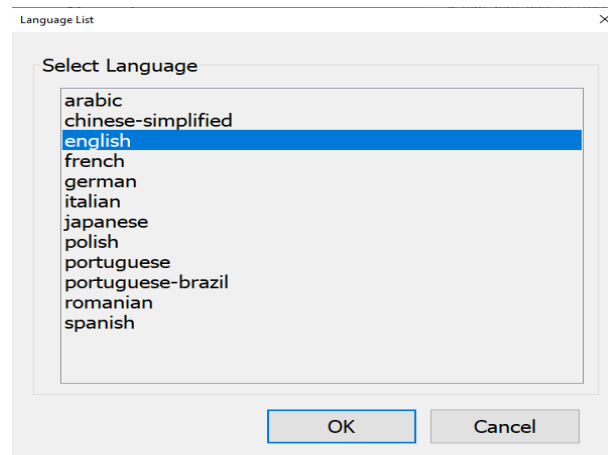 Language List
Select Language
arabic
chinese-simplified
english
french
german
italian
japanese
polish
portuguese
portuguese-brazil
romanian
spanish
OK Cancel